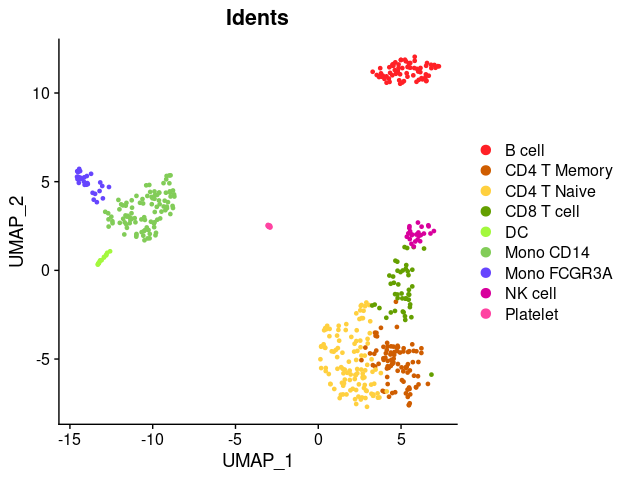 Idents
UMAP_2
10
5
0
-5
-15
-10
-5
0
5
UMAP_1
B cell
CD4 T Memory
CD4 T Naive
CD8 T cell
DC
Mono CD14
Mono FCGR3A
NK cell
Platelet